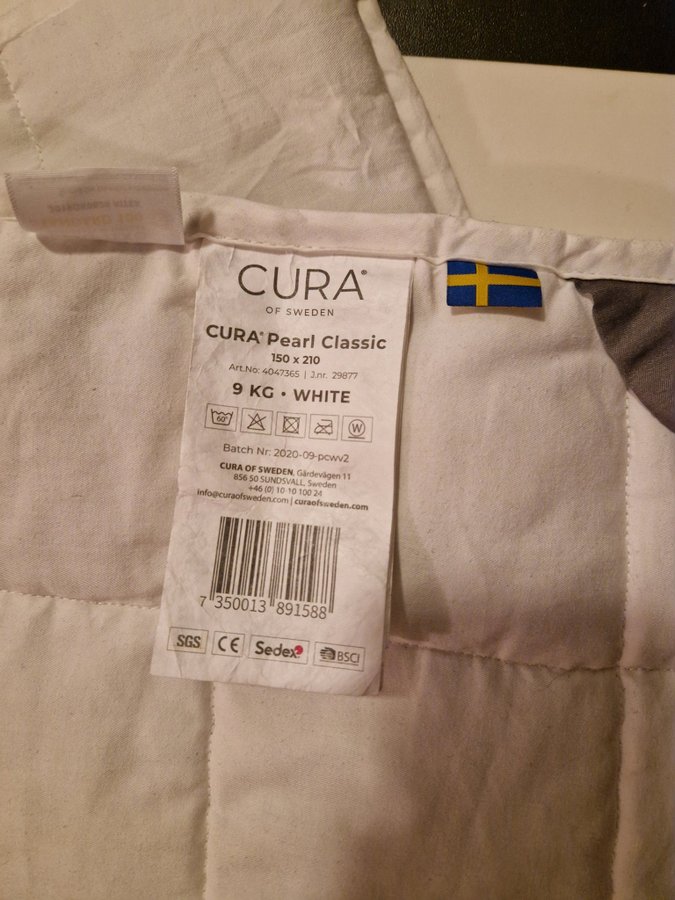 CURA®
OF SWEDEN
CURA® Pearl Classic
150 x 210
Art.No: 4047365 | J.nr. 29877
9 KG • WHITE
60°
W
Batch Nr: 2020-09-pcwv2
CURA OF SWEDEN, Gärdevägen 11
856 50 SUNDSVALL, Sweden
+46 (0) 10-10 100 24
info@curaofsweden.com | curaofsweden.com
7 350013 891588
SGS CE Sedex BSCI